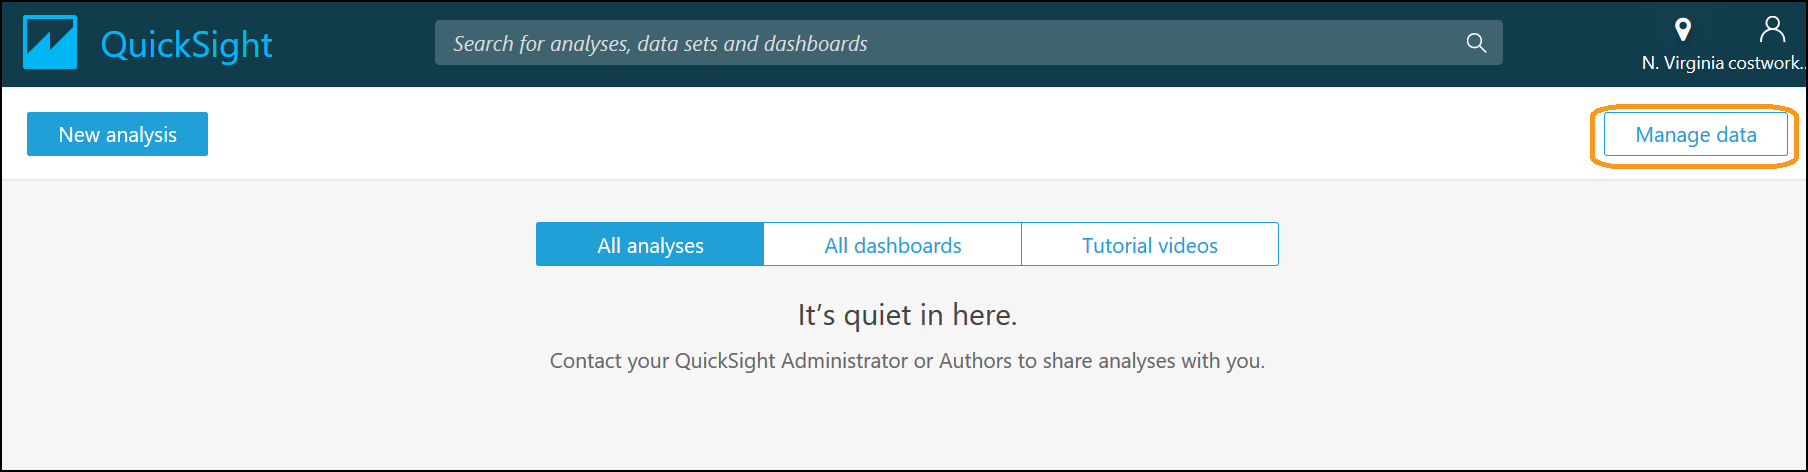 QuickSight
Search for analyses, data sets and dashboards
N. Virginia costwork..
New analysis
Manage data
All analyses
All dashboards
Tutorial videos
It's quiet in here.
Contact your QuickSight Administrator or Authors to share analyses with you.